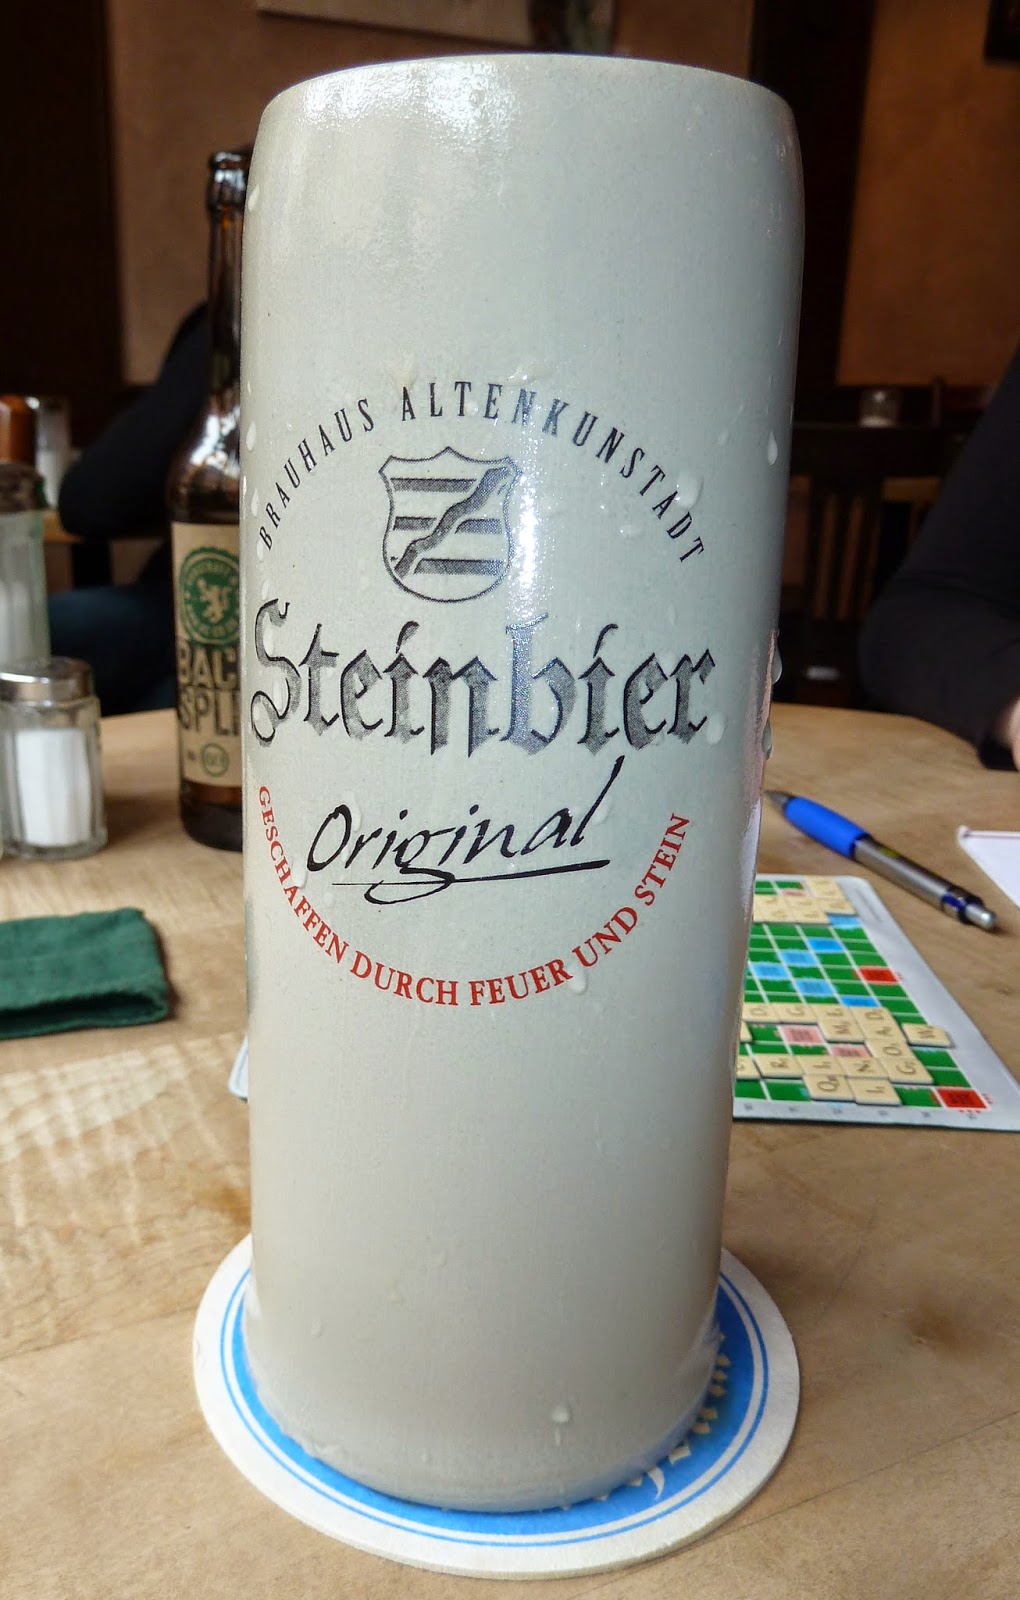 BRAUHAUS ALTENKUNSTADT
Steinbier
Original
GESCHAFFEN DURCH FEUER UND STEIN